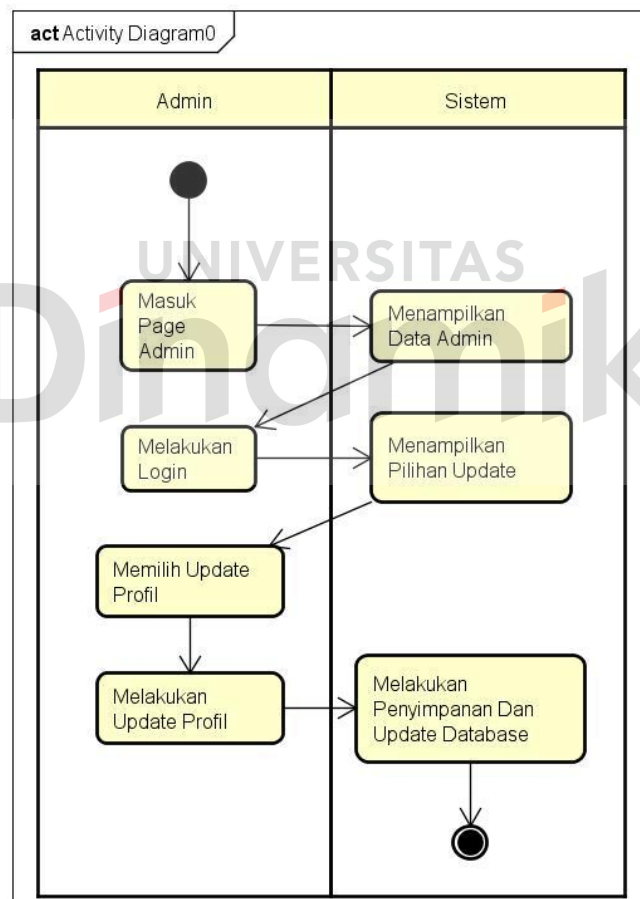 act Activity Diagram0
Admin
Sistem
UNIVERSITAS
Dinamik
Masuk
Page
Admin
Menampilkan
Data Admin
Melakukan
Login
Menampilkan
Pilihan Update
Memilih Update
Profil
Melakukan
Update Profil
Melakukan
Penyimpanan Dan
Update Database